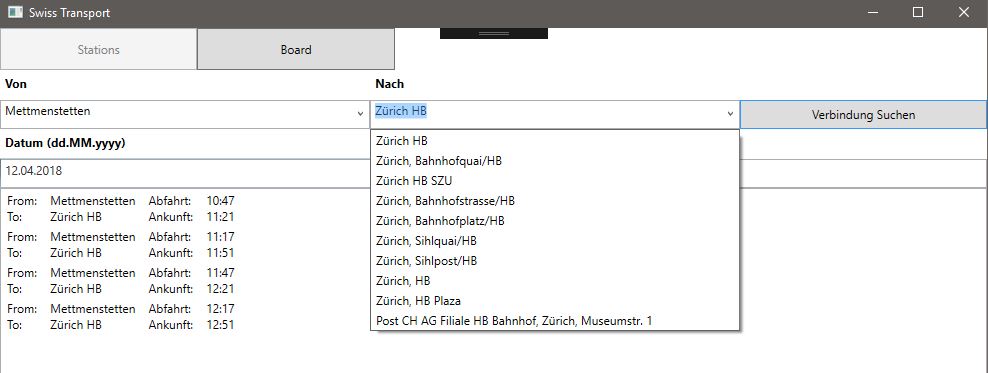 Swiss Transport
Stations Board
Von Nach
Mettmenstetten Zürich HB Verbindung Suchen
Zürich HB
Zürich, Bahnhofquai/HB
Zürich HB SZU
Zürich, Bahnhofstrasse/HB
Zürich, Bahnhofplatz/HB
Zürich, Sihlquai/HB
Zürich, Sihlpost/HB
Zürich, HB
Zürich, HB Plaza
Post CH AG Filiale HB Bahnhof, Zürich, Museumstr. 1
Datum (dd.MM.yyyy)
12.04.2018
From: Mettmenstetten Abfahrt: 10:47
To: Zürich HB Ankunft: 11:21
From: Mettmenstetten Abfahrt: 11:17
To: Zürich HB Ankunft: 11:51
From: Mettmenstetten Abfahrt: 11:47
To: Zürich HB Ankunft: 12:21
From: Mettmenstetten Abfahrt: 12:17
To: Zürich HB Ankunft: 12:51